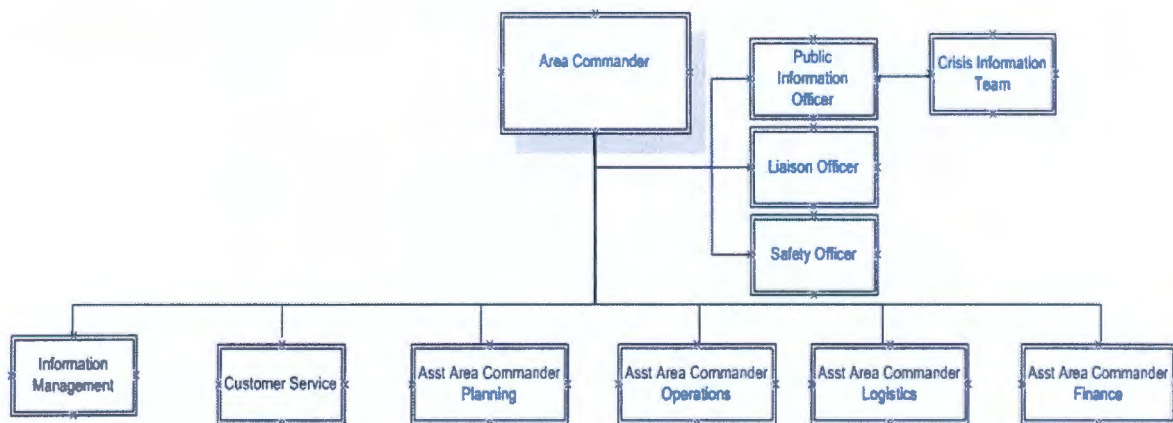 Area Commander
Public
Information
Officer
Crisis Information
Team
Liaison Officer
Safety Officer
Information
Management
Customer Service
Asst Area Commander
Planning
Asst Area Commander
Operations
Asst Area Commander
Logistics
Asst Area Commander
Finance